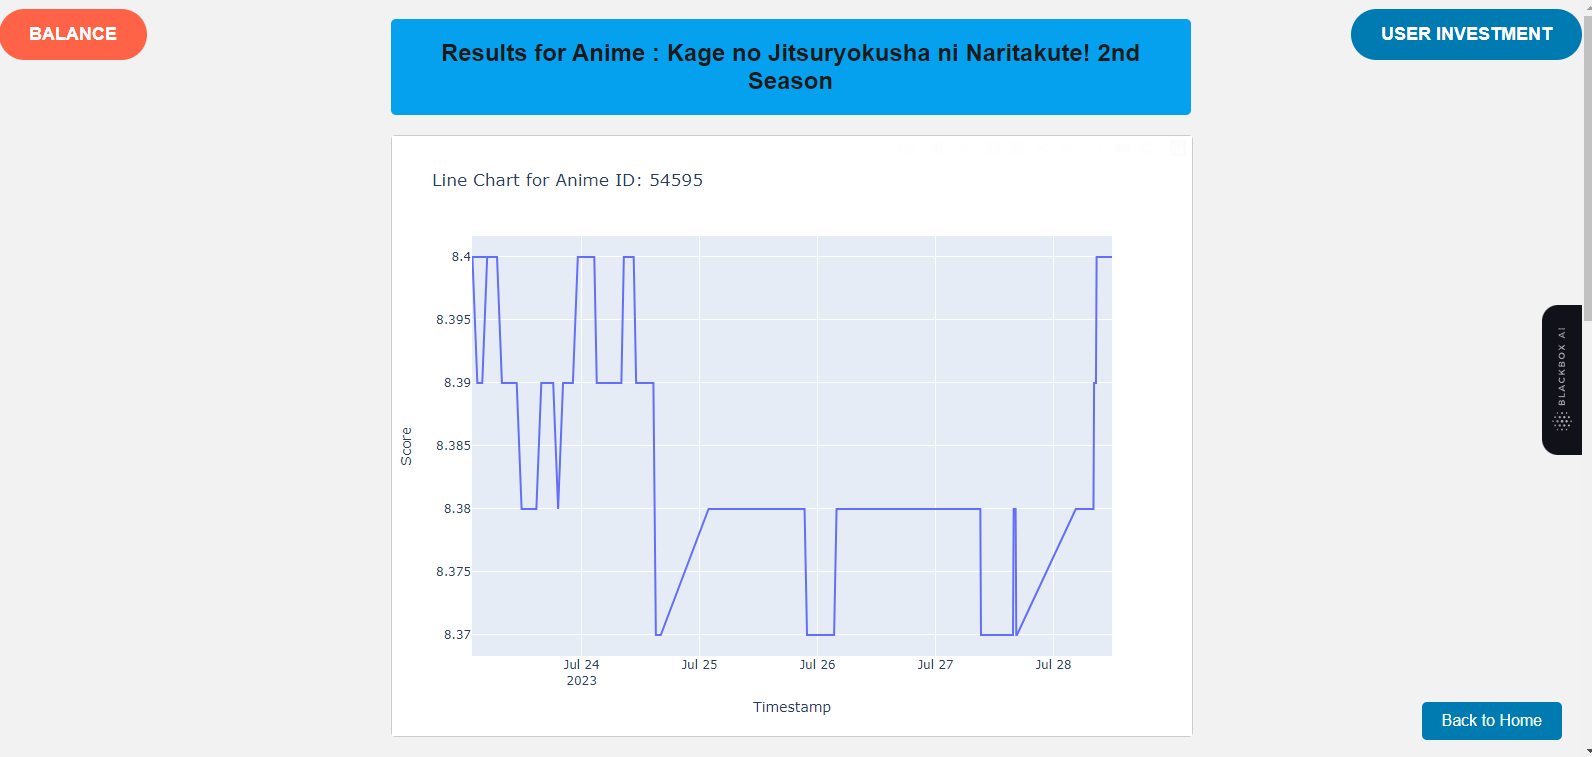 BALANCE
Results for Anime : Kage no Jitsuryokusha ni Naritakute! 2nd
Season
USER INVESTMENT
Line Chart for Anime ID: 54595
8.4
8.395
8.39
8.385
8.38
8.375
8.37
Score
Jul 24
2023
Jul 25
Jul 26
Jul 27
Jul 28
Timestamp
BLACKBOX AI
Back to Home